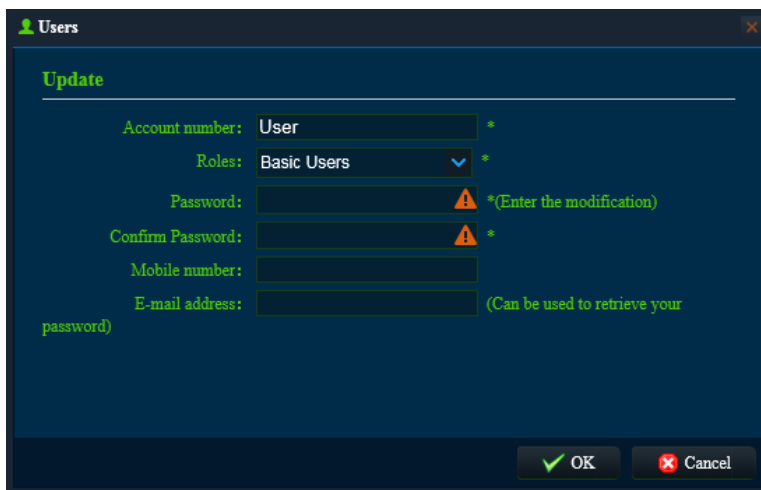 Users
Update
Account number: User *
Roles: Basic Users *
Password: *(Enter the modification)
Confirm Password: *
Mobile number:
E-mail address: (Can be used to retrieve your
password)
OK Cancel